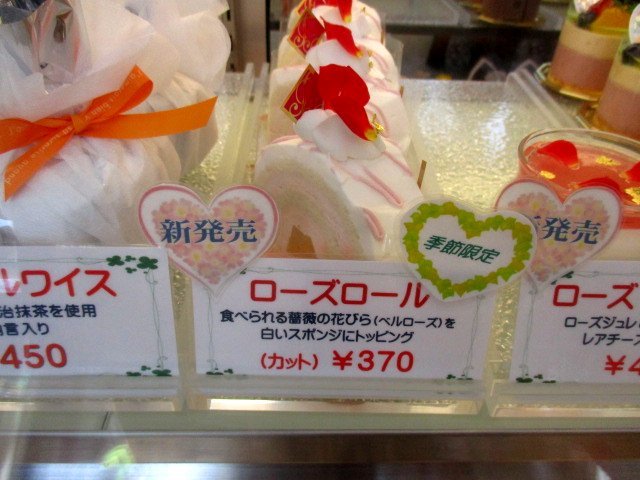 新発売
季節限定
新発売
ルワイス
治抹茶を使用
入り
450
ローズロール
食べられる薔薇の花びら(ベルローズ)を
白いスポンジにトッピング
(カット) ¥370
ローズ
ローズジュレ
レアチーズ
¥4